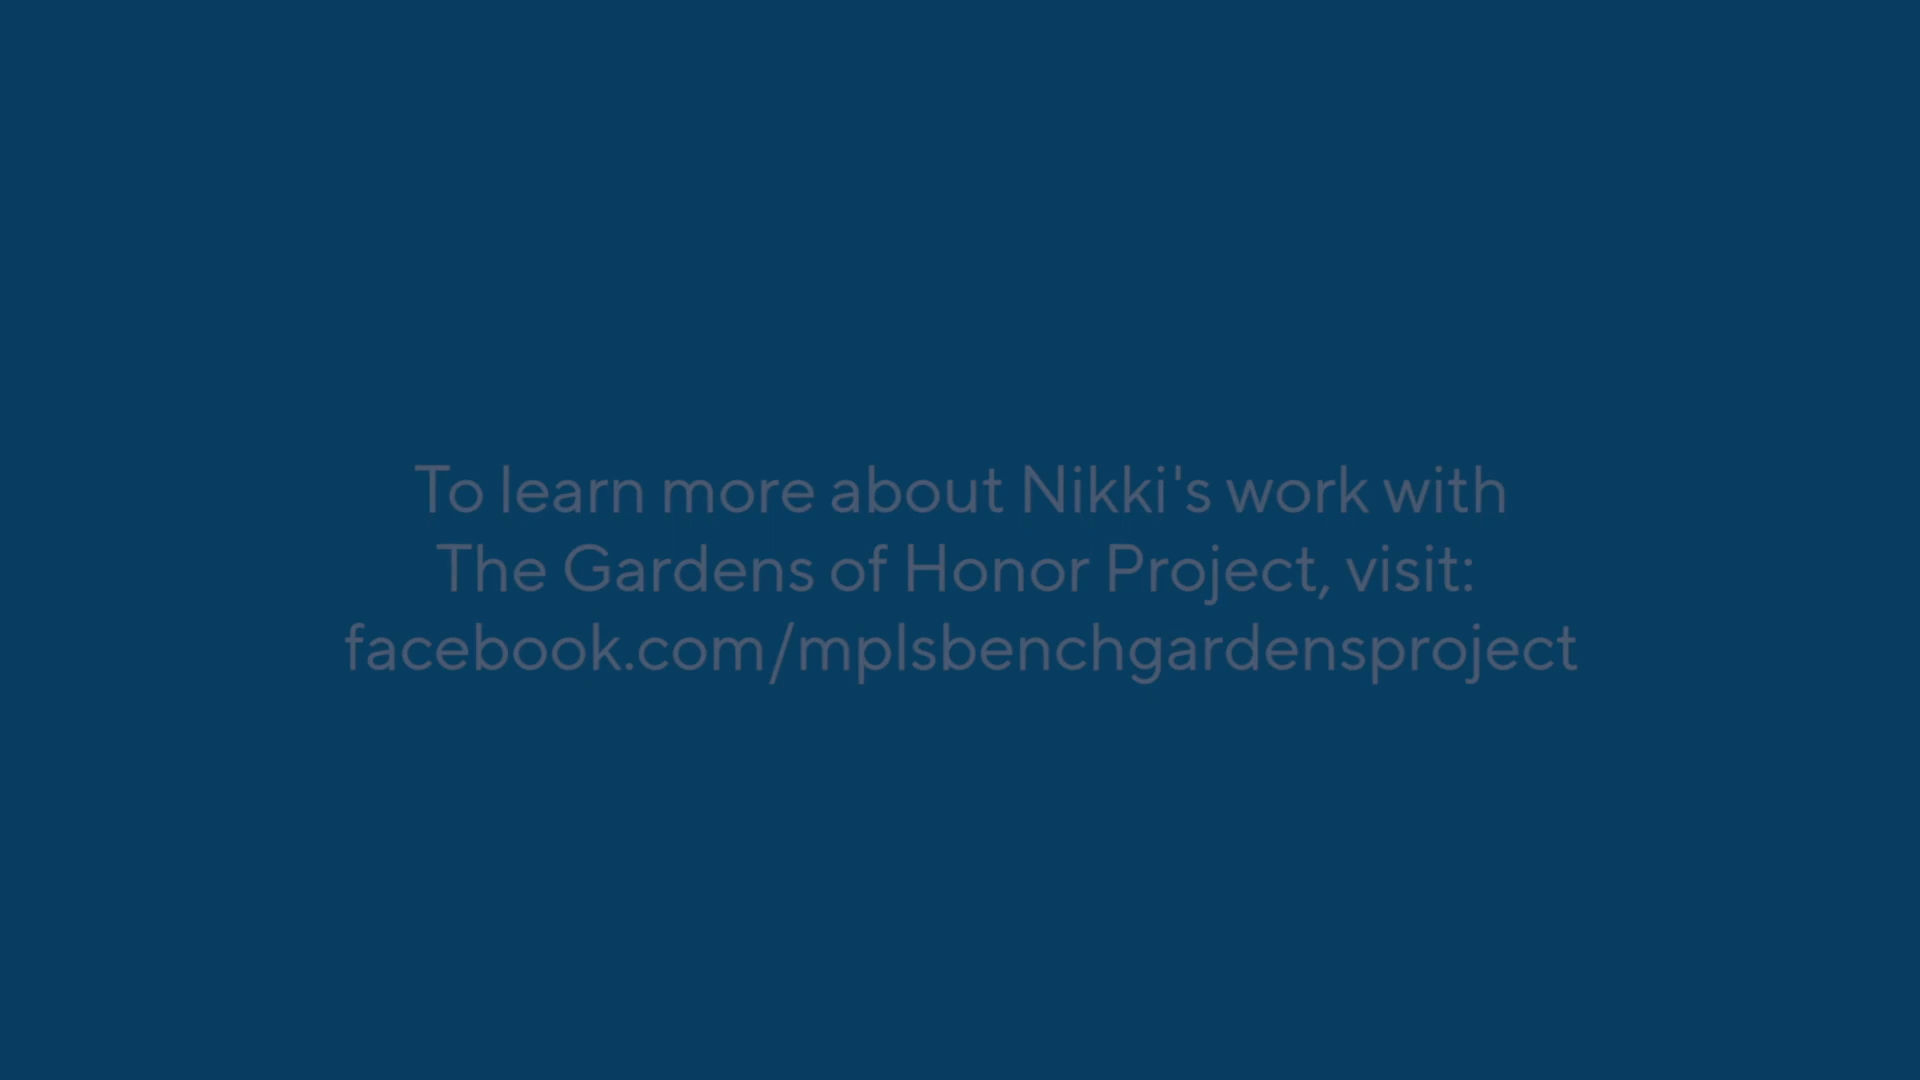 To learn more about Nikki's work with
The Gardens of Honor Project, visit:
facebook.com/mplsbenchgardensproject